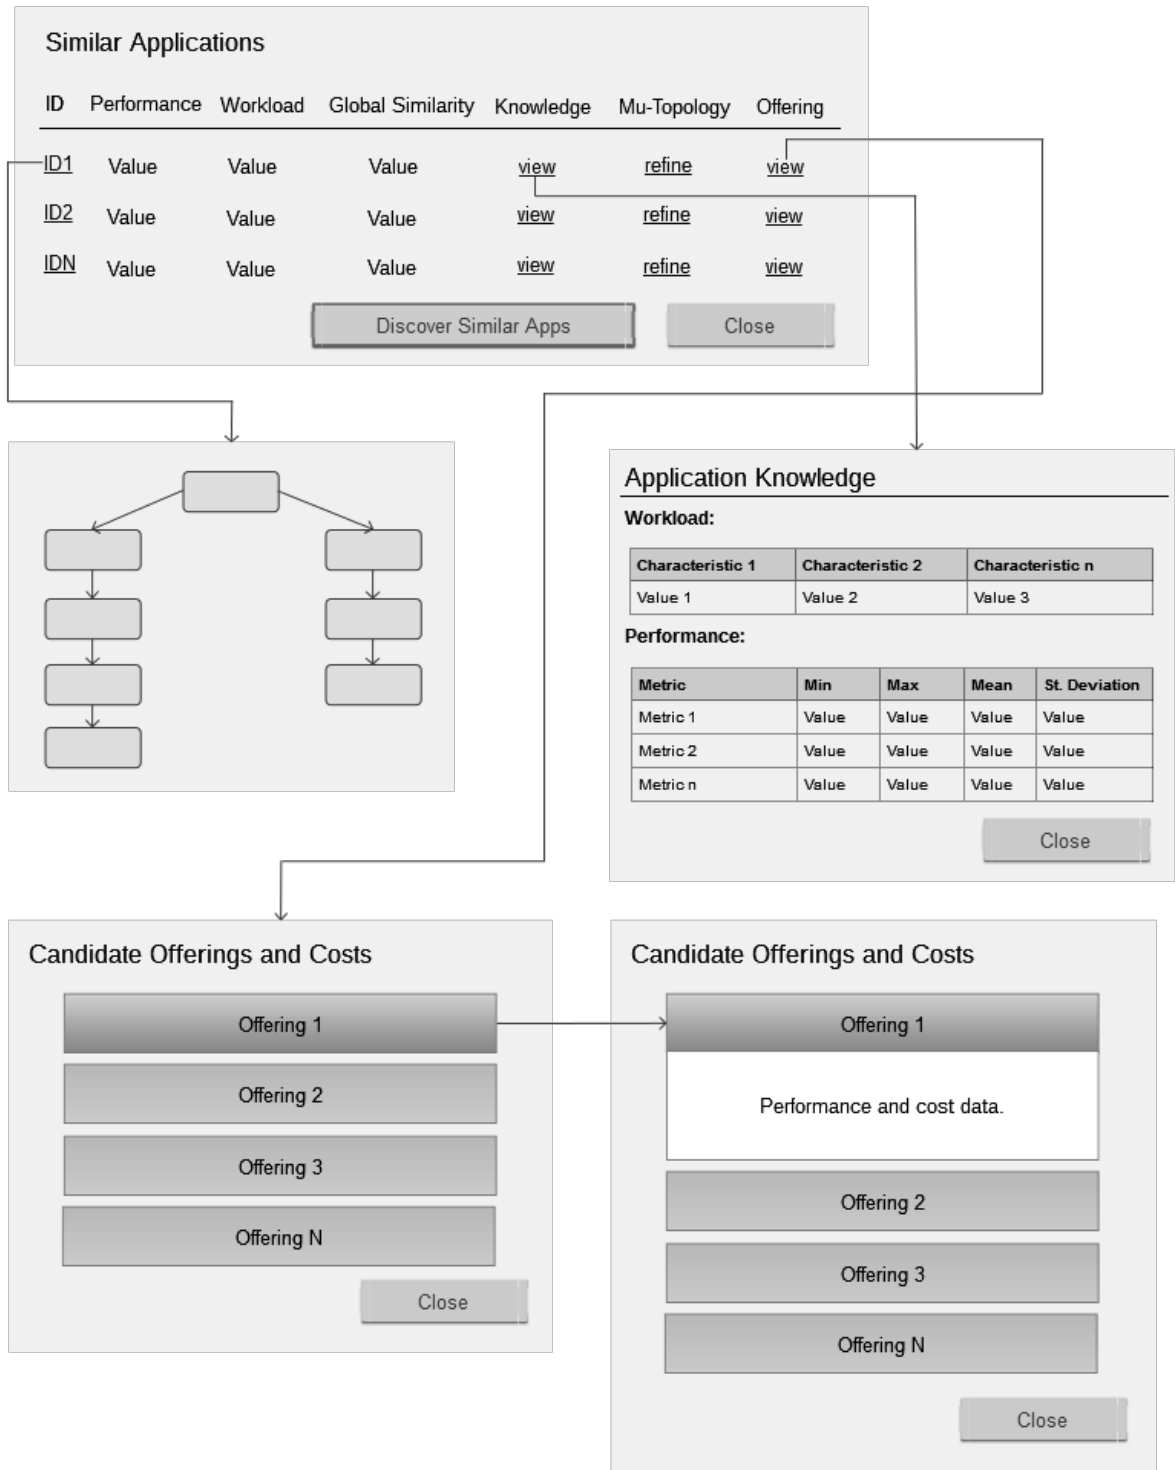 Similar Applications
ID Performance Workload Global Similarity Knowledge Mu-Topology Offering
ID1 Value Value Value view refine view
ID2 Value Value Value view refine view
IDN Value Value Value view refine view
Discover Similar Apps Close
Application Knowledge
Workload:
Characteristic 1 Characteristic 2 Characteristic n
Value 1 Value 2 Value 3
Performance:
Metric Min Max Mean St. Deviation
Metric 1 Value Value Value Value
Metric 2 Value Value Value Value
Metric n Value Value Value Value
Close
Candidate Offerings and Costs
Offering 1
Offering 2
Offering 3
Offering N
Close
Candidate Offerings and Costs
Offering 1
Performance and cost data.
Offering 2
Offering 3
Offering N
Close